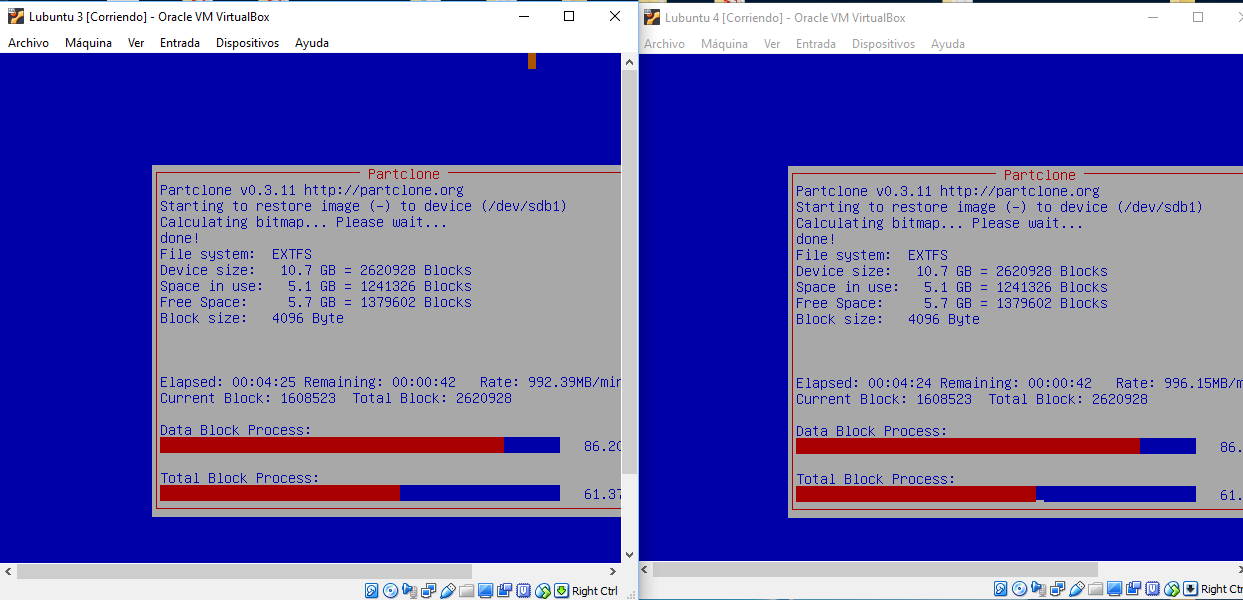 Lubuntu 3 [Corriendo] - Oracle VM VirtualBox
Archivo Máquina Ver Entrada Dispositivos Ayuda
Partclone
Partclone v0.3.11 http://partclone.org
Starting to restore image (-) to device (/dev/sdb1)
Calculating bitmap... Please wait...
done!
File system: EXTFS
Device size: 10.7 GB = 2620928 Blocks
Space in use: 5.1 GB = 1241326 Blocks
Free Space: 5.7 GB = 1379602 Blocks
Block size: 4096 Byte
Elapsed: 00:04:25 Remaining: 00:00:42 Rate: 992.39MB/min
Current Block: 1608523 Total Block: 2620928
Data Block Process:
86.20
Total Block Process:
61.37
Right Ctrl
Lubuntu 4 [Corriendo] - Oracle VM VirtualBox
Archivo Máquina Ver Entrada Dispositivos Ayuda
Partclone
Partclone v0.3.11 http://partclone.org
Starting to restore image (-) to device (/dev/sdb1)
Calculating bitmap... Please wait...
done!
File system: EXTFS
Device size: 10.7 GB = 2620928 Blocks
Space in use: 5.1 GB = 1241326 Blocks
Free Space: 5.7 GB = 1379602 Blocks
Block size: 4096 Byte
Elapsed: 00:04:24 Remaining: 00:00:42 Rate: 996.15MB/m
Current Block: 1608523 Total Block: 2620928
Data Block Process:
86.
Total Block Process:
61.
Right Ctrl